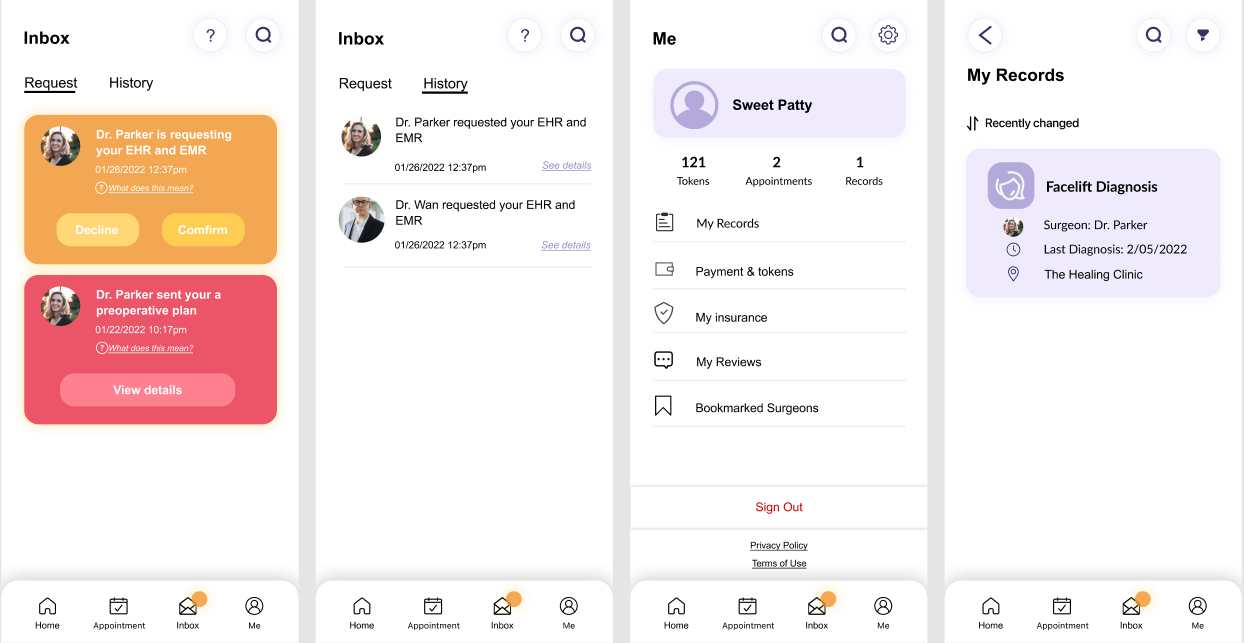 Inbox
?
Request
History
Dr. Parker is requesting
your EHR and EMR
01/26/2022 12:37pm
? What does this mean?
Decline
Comfirm
Dr. Parker sent your a
preoperative plan
01/22/2022 10:17pm
? What does this mean?
View details
Home
Appointment
Inbox
Me
Inbox
?
Request
History
Dr. Parker requested your EHR and
EMR
01/26/2022 12:37pm
See details
Dr. Wan requested your EHR and
EMR
01/26/2022 12:37pm
See details
Home
Appointment
Inbox
Me
Me
Sweet Patty
121
2
1
Tokens
Appointments
Records
My Records
Payment & tokens
My insurance
My Reviews
Bookmarked Surgeons
Sign Out
Privacy Policy
Terms of Use
Home
Appointment
Inbox
Me
My Records
Recently changed
Facelift Diagnosis
Surgeon: Dr. Parker
Last Diagnosis: 2/05/2022
The Healing Clinic
Home
Appointment
Inbox
Me